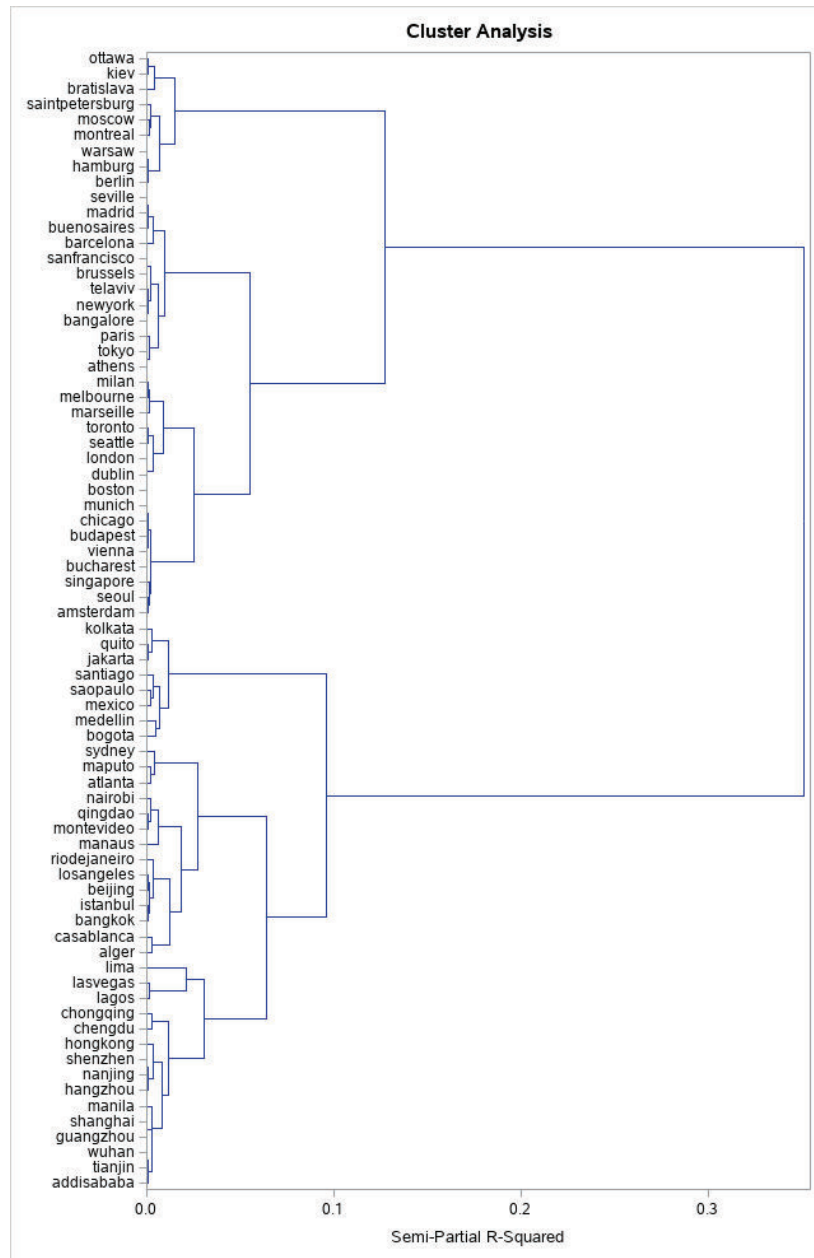 Cluster Analysis
ottawa
kiev
bratislava
saintpetersburg
moscow
montreal
warsaw
hamburg
berlin
seville
madrid
buenosaires
barcelona
sanfrancisco
brussels
telaviv
newyork
bangalore
paris
tokyo
athens
milan
melbourne
marseille
toronto
seattle
london
dublin
boston
munich
chicago
budapest
vienna
bucharest
singapore
seoul
amsterdam
kolkata
quito
jakarta
santiago
saopaulo
mexico
medellin
bogota
sydney
maputo
atlanta
nairobi
qingdao
montevideo
manaus
riodejaneiro
losangeles
beijing
istanbul
bangkok
casablanca
alger
lima
lasvegas
lagos
chongqing
chengdu
hongkong
shenzhen
nanjing
hangzhou
manila
shanghai
guangzhou
wuhan
tianjin
addisababa
0.0 0.1 0.2 0.3
Semi-Partial R-Squared